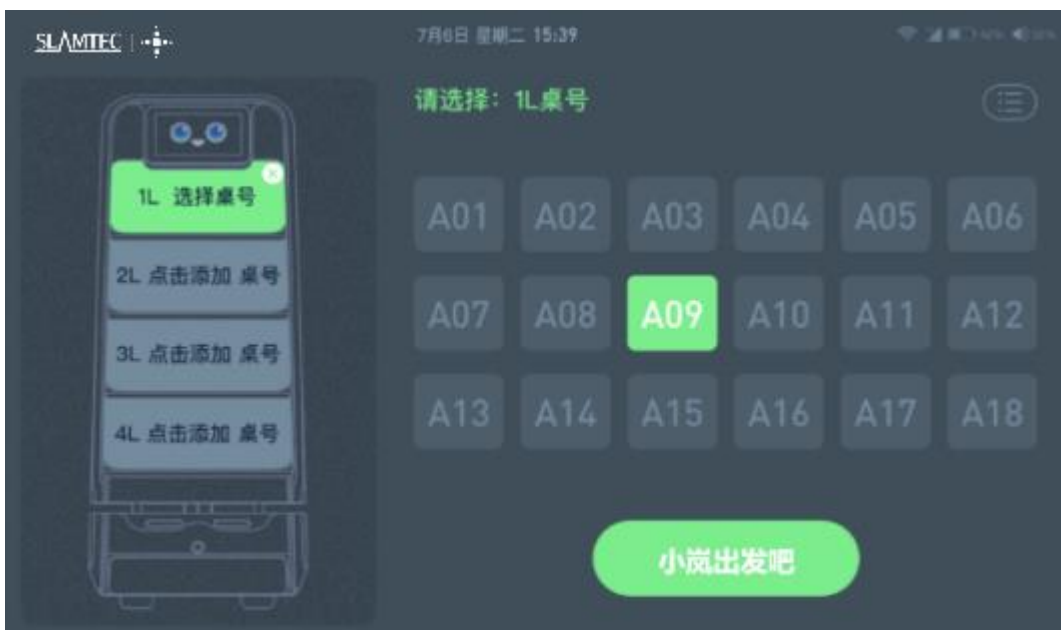 SLAMTEC
7月6日 星期二 15:39
请选择：1L桌号
1L 选择桌号
2L 点击添加 桌号
3L 点击添加 桌号
4L 点击添加 桌号
A01 A02 A03 A04 A05 A06
A07 A08 A09 A10 A11 A12
A13 A14 A15 A16 A17 A18
小岚出发吧